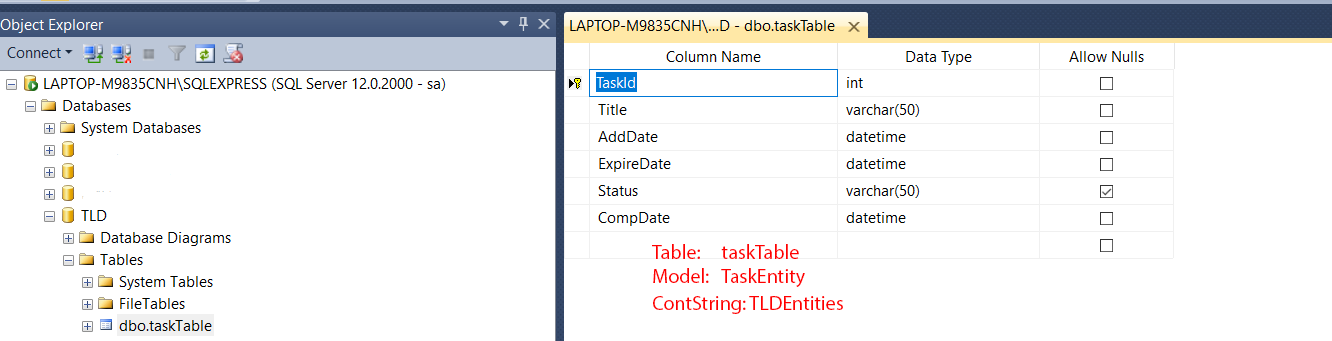 Object Explorer
Connect
LAPTOP-M9835CNH\SQLEXPRESS (SQL Server 12.0.2000 - sa)
Databases
System Databases
TLD
Database Diagrams
Tables
System Tables
FileTables
dbo.taskTable
LAPTOP-M9835CNH\...D - dbo.taskTable
Column Name Data Type Allow Nulls
TaskId int
Title varchar(50)
AddDate datetime
ExpireDate datetime
Status varchar(50)
CompDate datetime
Table: taskTable
Model: TaskEntity
ContString: TLDEntities